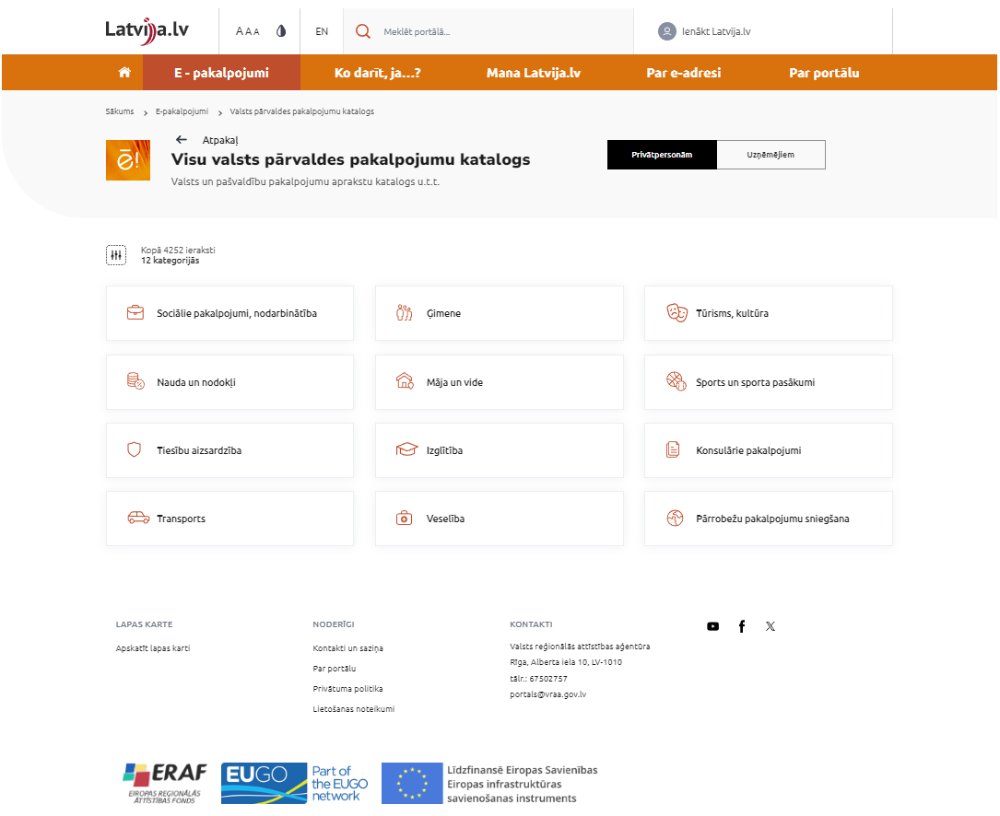 Latvija.lv
A A A
EN
Meklēt portālā...
Ienākt Latvija.lv
E - pakalpojumi
Ko darīt, ja...?
Mana Latvija.lv
Par e-adresi
Par portālu
Sākums
E-pakalpojumi
Valsts pārvaldes pakalpojumu katalogs
ē!
Atpakaļ
Visu valsts pārvaldes pakalpojumu katalogs
Valsts un pašvaldību pakalpojumu aprakstu katalogs u.t.t.
Privātpersonām
Uzņēmējiem
Kopā 4252 ieraksti
12 kategorijās
Sociālie pakalpojumi, nodarbinātība
Ģimene
Tūrisms, kultūra
Nauda un nodokļi
Māja un vide
Sports un sporta pasākumi
Tiesību aizsardzība
Izglītība
Konsulārie pakalpojumi
Transports
Veselība
Pārrobežu pakalpojumu sniegšana
LAPAS KARTE
Apskatīt lapas karti
NODERĪGI
Kontakti un saziņa
Par portālu
Privātuma politika
Lietošanas noteikumi
KONTAKTI
Valsts reģionālās attīstības aģentūra
Rīga, Alberta iela 10, LV-1010
tālr.: 67502757
portals@vraa.gov.lv
ERAF
EIROPAS REĢIONĀLĀS
ATTĪSTĪBAS FONDS
EUGO
Part of
the EUGO
network
Līdzfinansē Eiropas Savienības
Eiropas infrastruktūras
savienošanas instruments